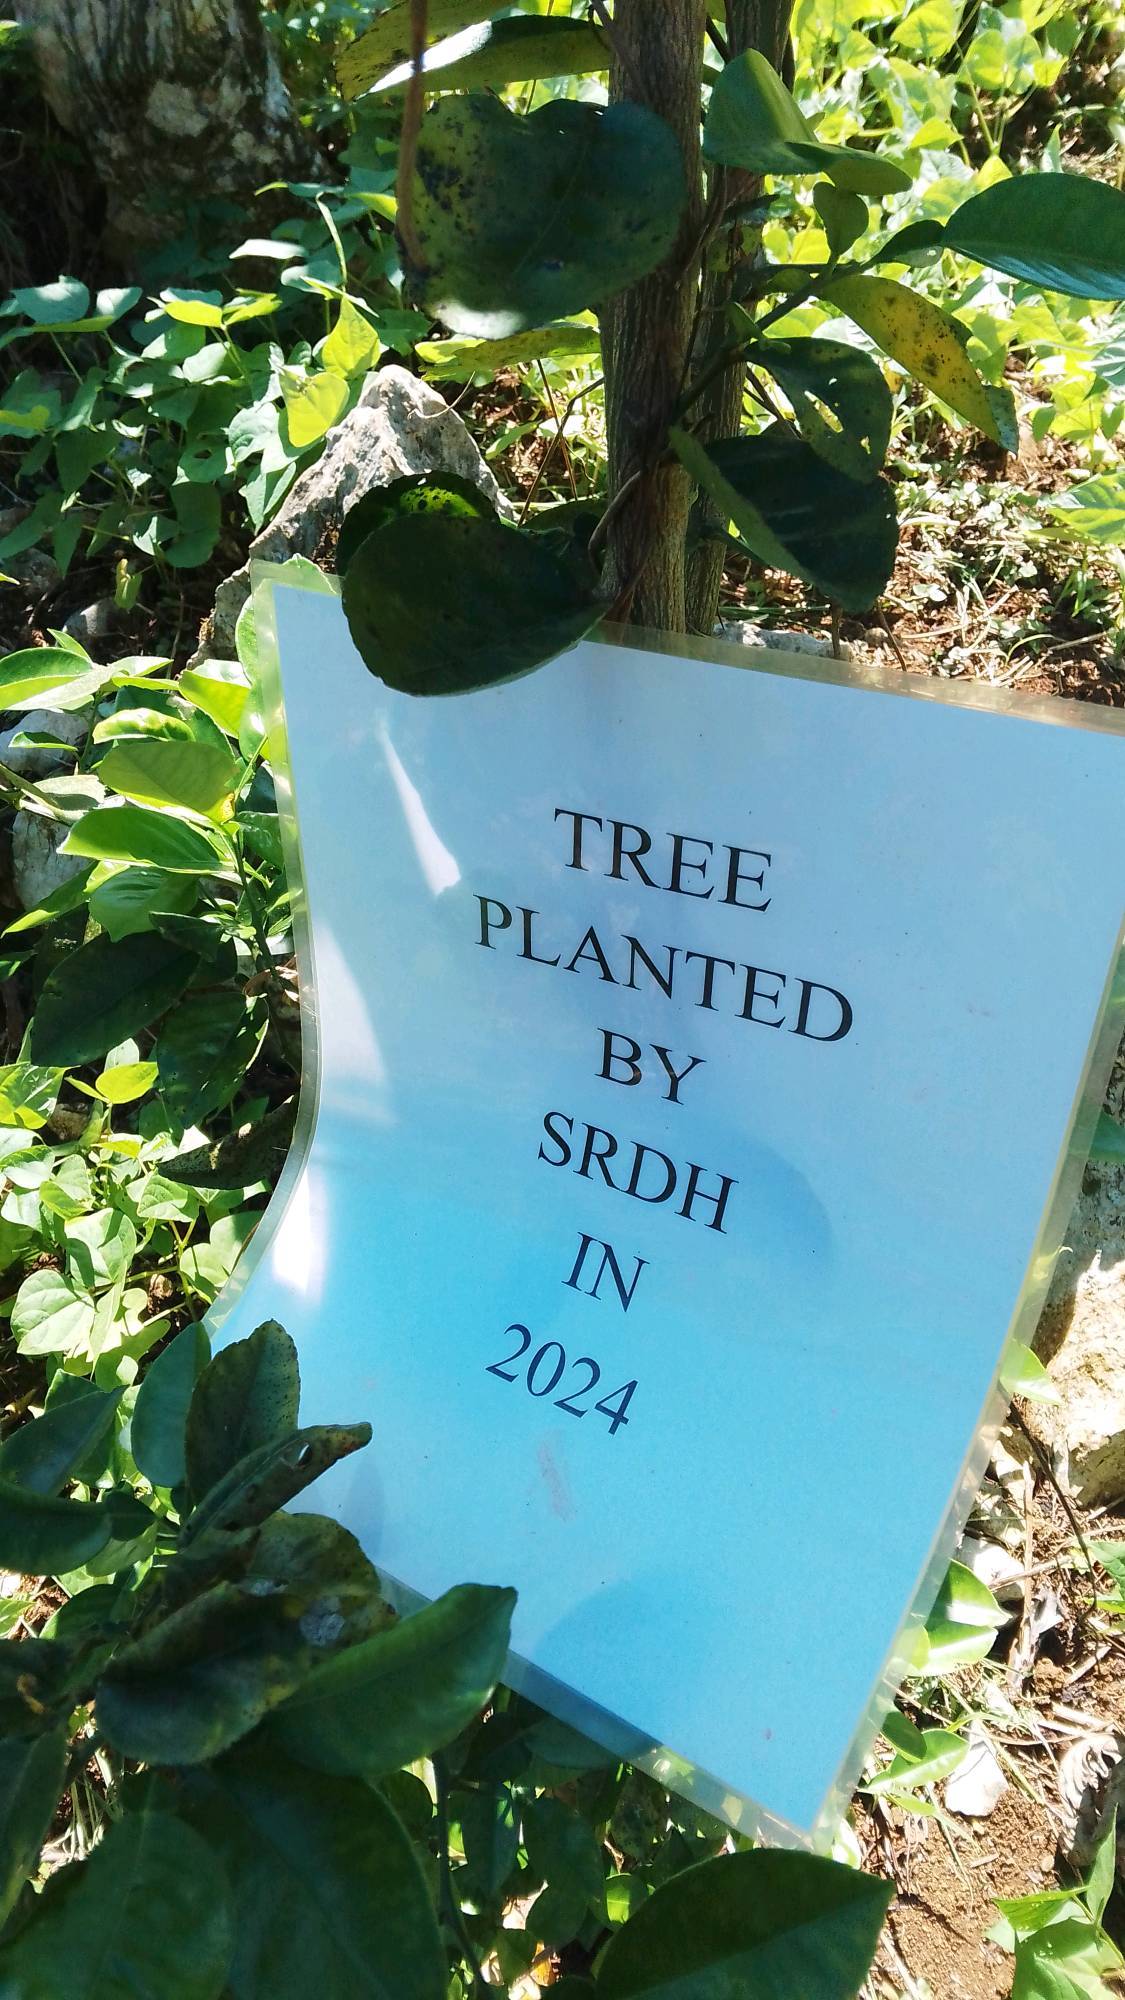 TREE
PLANTED
BY
SRDH
IN
2024